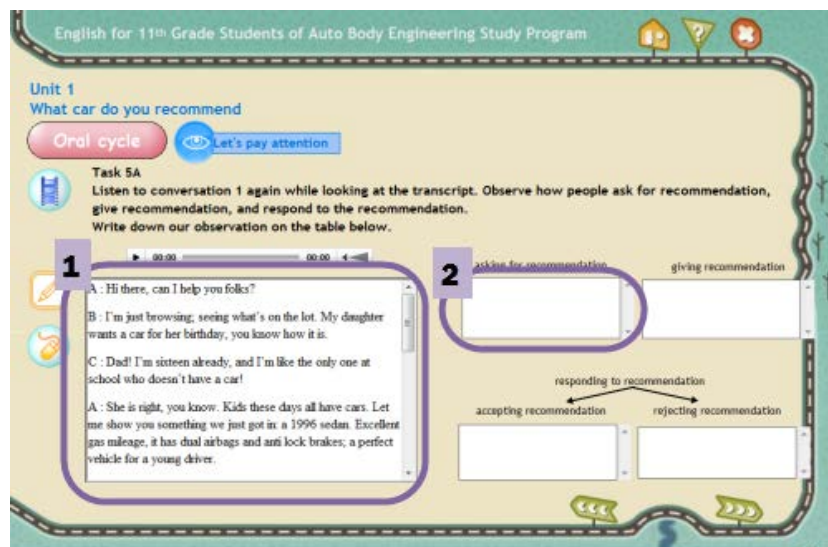 English for 11th Grade Students of Auto Body Engineering Study Program
Unit 1
What car do you recommend
Oral cycle
Let's pay attention
Task 5A
Listen to conversation 1 again while looking at the transcript. Observe how people ask for recommendation,
give recommendation, and respond to the recommendation.
Write down our observation on the table below.
00:00 00:00
1
A : Hi there, can I help you folks?
B : I'm just browsing; seeing what's on the lot. My daughter
wants a car for her birthday, you know how it is.
C : Dad! I'm sixteen already, and I'm like the only one at
school who doesn't have a car!
A : She is right, you know. Kids these days all have cars. Let
me show you something we just got in: a 1996 sedan. Excellent
gas mileage, it has dual airbags and anti lock brakes; a perfect
vehicle for a young driver.
2
asking for recommendation
giving recommendation
responding to recommendation
accepting recommendation
rejecting recommendation